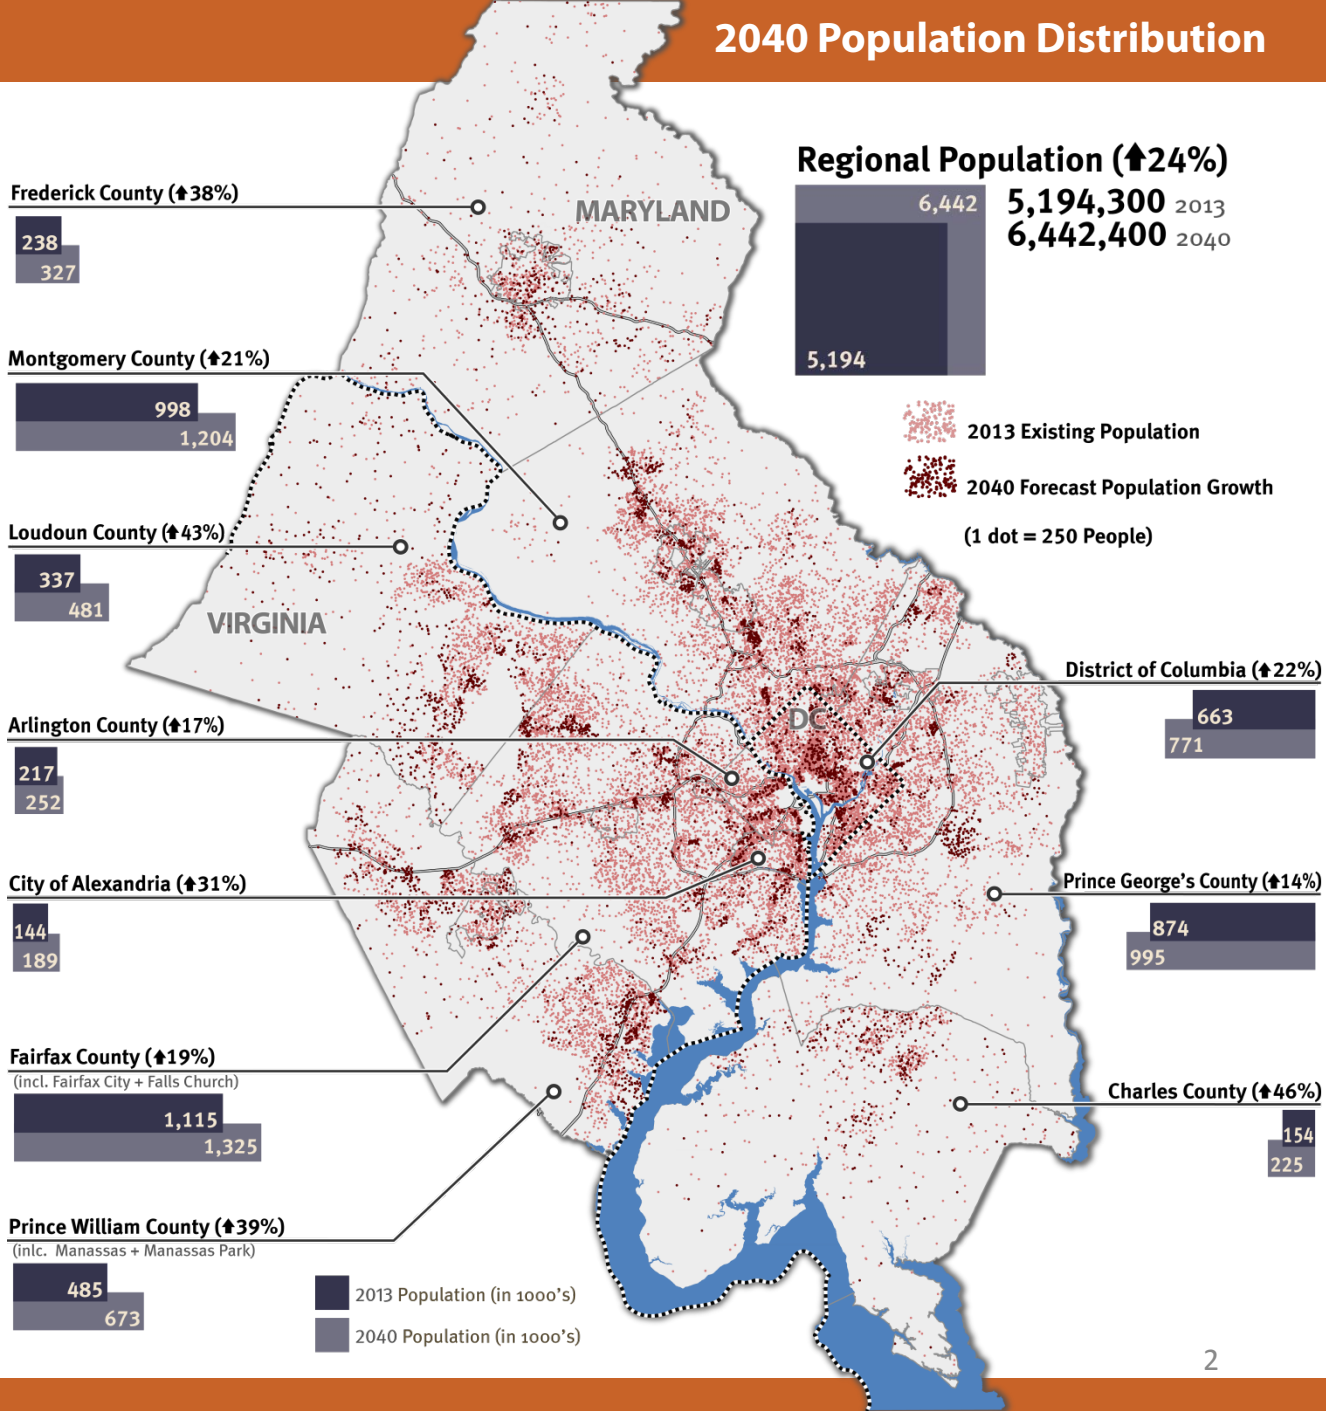 2040 Population Distribution
Regional Population (⬆24%)
6,442
5,194,300 2013
6,442,400 2040
5,194
2013 Existing Population
2040 Forecast Population Growth
(1 dot = 250 People)
MARYLAND
VIRGINIA
DC
Frederick County (⬆38%)
238
327
Montgomery County (⬆21%)
998
1,204
Loudoun County (⬆43%)
337
481
Arlington County (⬆17%)
217
252
City of Alexandria (⬆31%)
144
189
Fairfax County (⬆19%)
(incl. Fairfax City + Falls Church)
1,115
1,325
Prince William County (⬆39%)
(inlc. Manassas + Manassas Park)
485
673
District of Columbia (⬆22%)
663
771
Prince George's County (⬆14%)
874
995
Charles County (⬆46%)
154
225
2013 Population (in 1000's)
2040 Population (in 1000's)
2